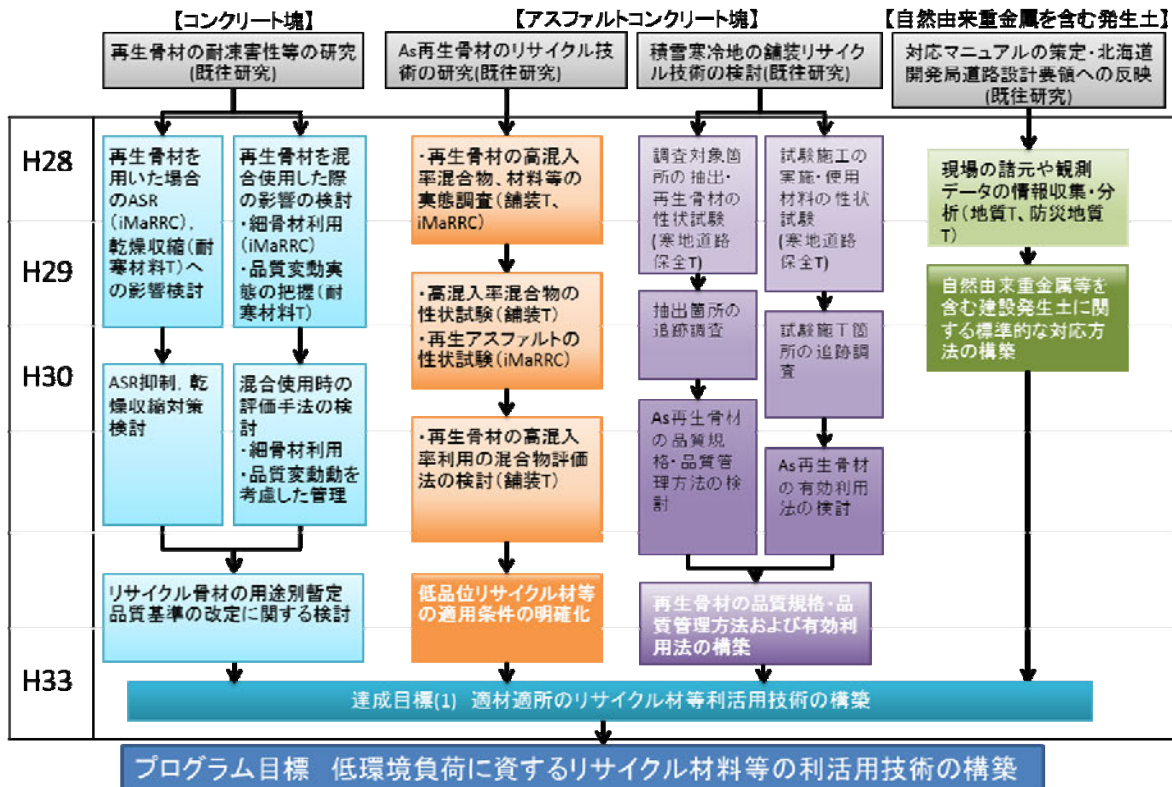 【コンクリート塊】
【アスファルトコンクリート塊】
【自然由来重金属を含む発生土】
再生骨材の耐凍害性等の研究
(既往研究)
As再生骨材のリサイクル技
術の研究(既往研究)
積雪寒冷地の舗装リサイク
ル技術の検討(既往研究)
対応マニュアルの策定・北海道
開発局道路設計要領への反映
(既往研究)
H28
H29
H30
H33
再生骨材を
用いた場合
のASR
(iMaRRC),
乾燥収縮(耐
寒材料T)へ
の影響検討
再生骨材を混
合使用した際
の影響の検討
・細骨材利用
(iMaRRC)
・品質変動実
態の把握(耐
寒材料T)
ASR抑制，乾
燥収縮対策
検討
混合使用時の
評価手法の検
討
・細骨材利用
・品質変動動を
考慮した管理
リサイクル骨材の用途別暫定
品質基準の改定に関する検討
・再生骨材の高混入
率混合物、材料等の
実態調査(舗装T、
iMaRRC)
・高混入率混合物の
性状試験(舗装T)
・再生アスファルトの
性状試験(iMaRRC)
・再生骨材の高混入
率利用の混合物評価
法の検討(舗装T)
低品位リサイクル材等
の適用条件の明確化
調査対象箇
所の抽出・
再生骨材の
性状試験
(寒地道路
保全T)
抽出箇所の
追跡調査
As再生骨材
の品質規
格・品質管
理方法の検
討
試験施工の
実施・使用
材料の性状
試験
(寒地道路
保全T)
試験施工箇
所の追跡調
査
As再生骨材
の有効利用
法の検討
再生骨材の品質規格・品
質管理方法および有効利
用法の構築
現場の諸元や観測
データの情報収集・分
析(地質T、防災地質
T)
自然由来重金属等を
含む建設発生土に関
する標準的な対応方
法の構築
達成目標(1) 適材適所のリサイクル材等利活用技術の構築
プログラム目標 低環境負荷に資するリサイクル材料等の利活用技術の構築